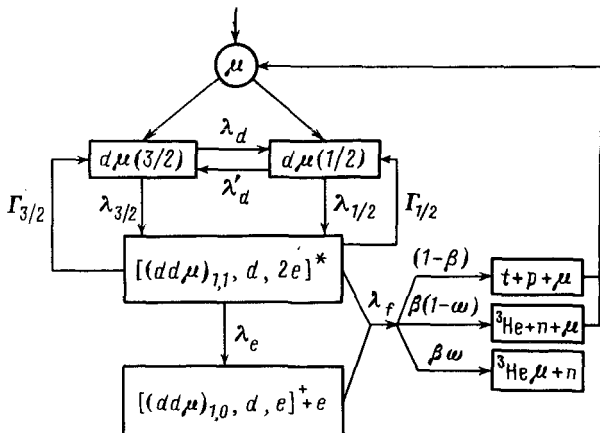 μ
λ_d
dμ(3/2)
dμ(1/2)
λ'_d
Γ_{3/2}
λ_{3/2}
λ_{1/2}
Γ_{1/2}
[(ddμ)_{1,1}, d, 2e]*
(1-β)
t+p+μ
λ_f
β(1-ω)
³He+n+μ
λ_e
βω
³Heμ+n
[(ddμ)_{1,0}, d, e]⁺+e